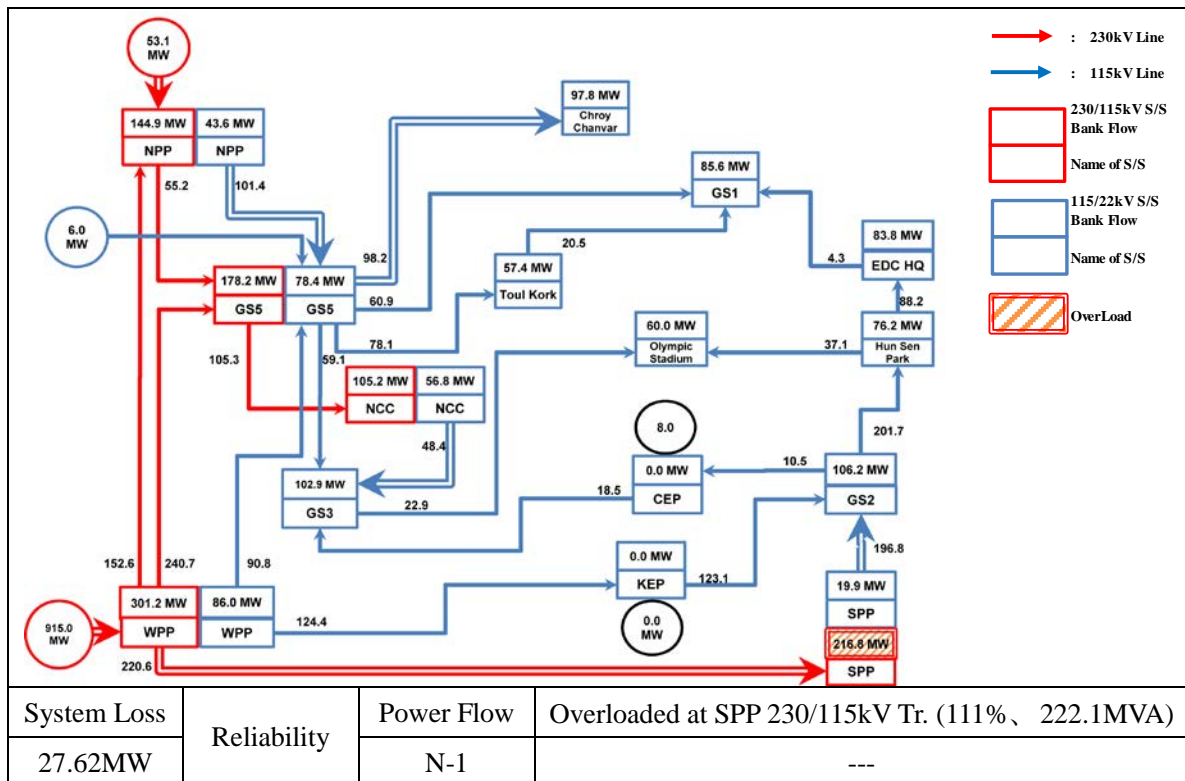 53.1
MW
144.9 MW
NPP
43.6 MW
NPP
55.2
101.4
6.0
MW
97.8 MW
Chroy
Chanvar
98.2
85.6 MW
GS1
20.5
4.3
83.8 MW
EDC HQ
88.2
178.2 MW
GS5
78.4 MW
GS5
60.9
57.4 MW
Toul Kork
78.1
59.1
105.3
60.0 MW
Olympic
Stadium
37.1
76.2 MW
Hun Sen
Park
105.2 MW
NCC
56.8 MW
NCC
48.4
8.0
201.7
102.9 MW
GS3
22.9
18.5
0.0 MW
CEP
10.5
106.2 MW
GS2
196.8
152.6
240.7
90.8
0.0 MW
KEP
123.1
0.0
MW
19.9 MW
SPP
216.8 MW
SPP
915.0
MW
301.2 MW
WPP
86.0 MW
WPP
124.4
220.6
: 230kV Line
: 115kV Line
230/115kV S/S
Bank Flow
Name of S/S
115/22kV S/S
Bank Flow
Name of S/S
OverLoad
System Loss
27.62MW
Reliability
Power Flow
Overloaded at SPP 230/115kV Tr. (111%、 222.1MVA)
N-1
---